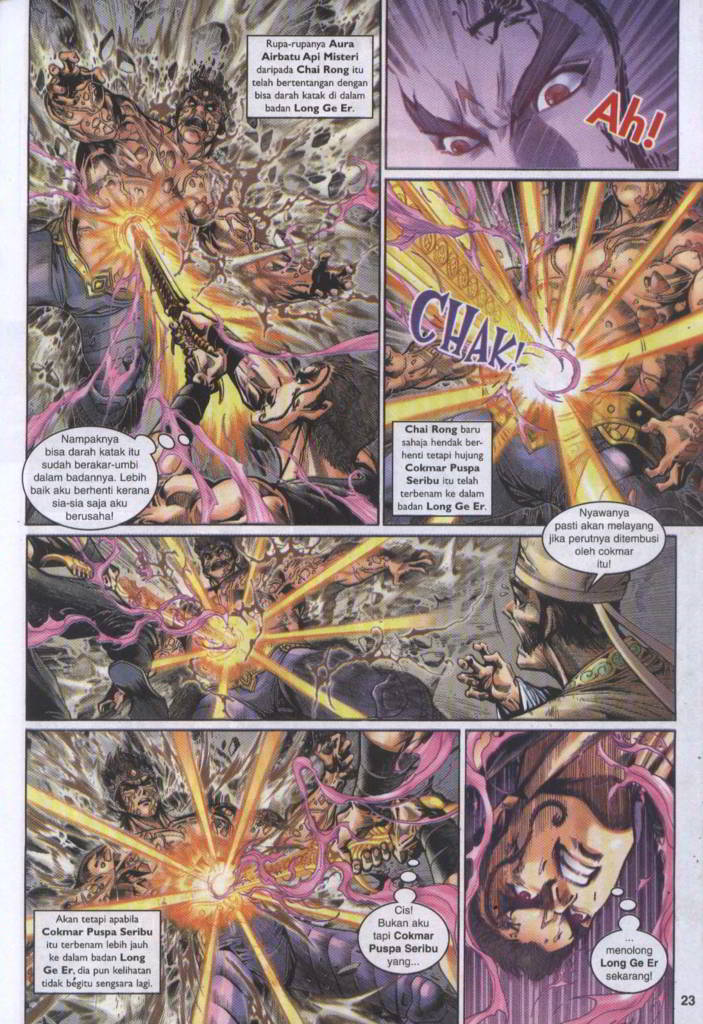 Rupa-rupanya Aura
Airbatu Api Misteri
daripada Chai Rong itu
telah bertentangan dengan
bisa darah katak di dalam
badan Long Ge Er.
Ah!
Nampaknya
bisa darah katak itu
sudah berakar-umbi
dalam badannya. Lebih
baik aku berhenti kerana
sia-sia saja aku
berusaha!
CHAK!
Chai Rong baru
sahaja hendak ber-
henti tetapi hujung
Cokmar Puspa
Seribu itu telah
terbenam ke dalam
badan Long Ge Er.
Nyawanya
pasti akan melayang
jika perutnya ditembusi
oleh cokmar
itu!
Akan tetapi apabila
Cokmar Puspa Seribu
itu terbenam lebih jauh
ke dalam badan Long
Ge Er, dia pun kelihatan
tidak begitu sengsara lagi.
Cis!
Bukan aku
tapi Cokmar
Puspa Seribu
yang...
...
menolong
Long Ge Er
sekarang!
23